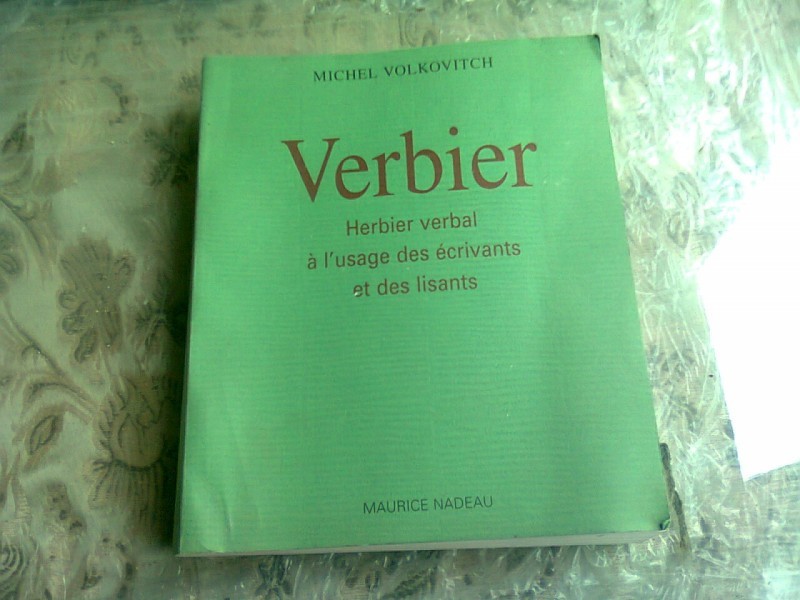 MICHEL VOLKOVITCH
Verbier
Herbier verbal
à l'usage des écrivants
et des lisants
MAURICE NADEAU